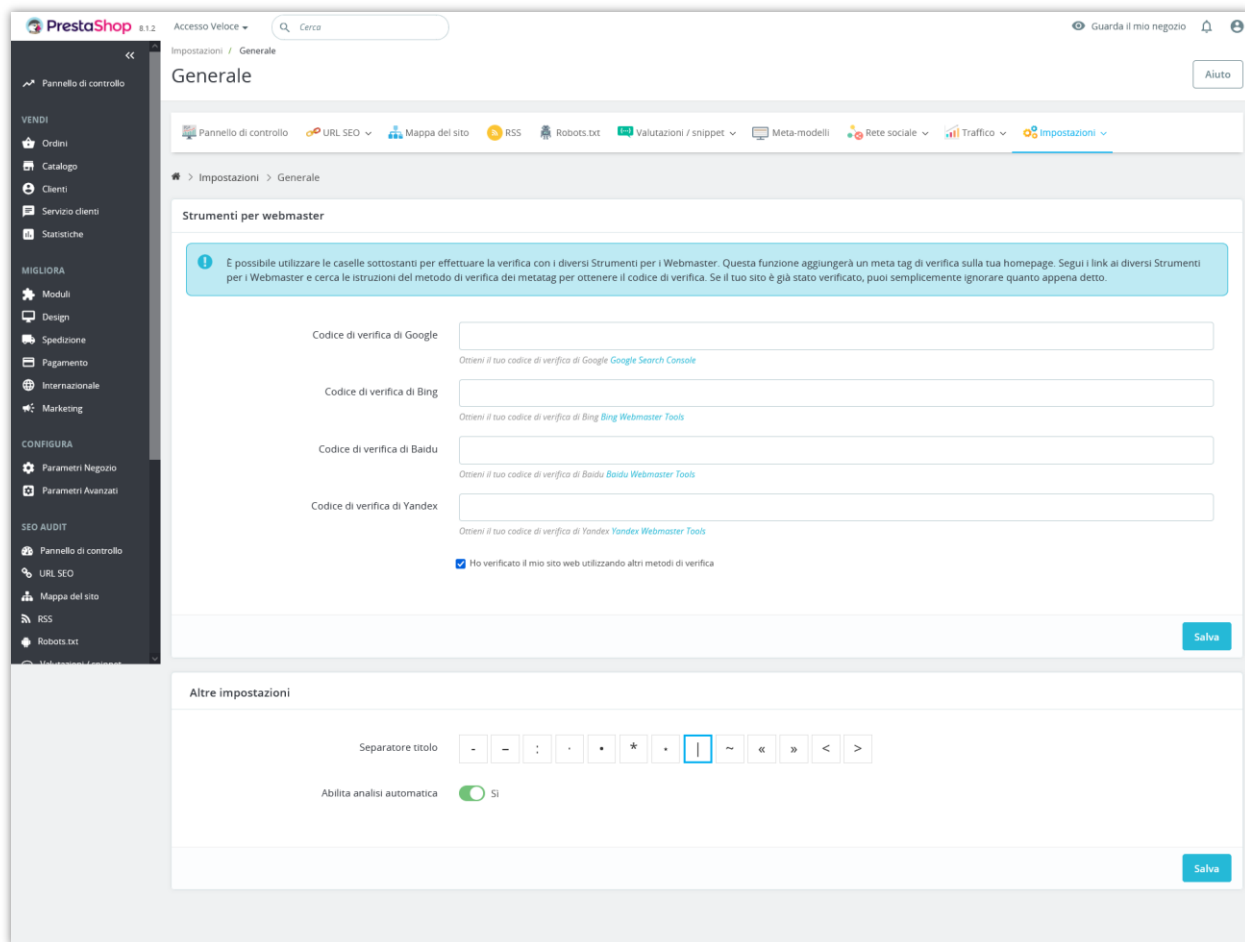 PrestaShop 8.1.2
Accesso Veloce
Cerca
Guarda il mio negozio
Impostazioni / Generale
Generale
Aiuto
Pannello di controllo
VENDI
Ordini
Catalogo
Clienti
Servizio clienti
Statistiche
MIGLIORA
Moduli
Design
Spedizione
Pagamento
Internazionale
Marketing
CONFIGURA
Parametri Negozio
Parametri Avanzati
SEO AUDIT
Pannello di controllo
URL SEO
Mappa del sito
RSS
Robots.txt
Valutazioni / snippet
Pannello di controllo URL SEO Mappa del sito RSS Robots.txt Valutazioni / snippet Meta-modelli Rete sociale Traffico Impostazioni
> Impostazioni > Generale
Strumenti per webmaster
È possibile utilizzare le caselle sottostanti per effettuare la verifica con i diversi Strumenti per i Webmaster. Questa funzione aggiungerà un meta tag di verifica sulla tua homepage. Segui i link ai diversi Strumenti
per i Webmaster e cerca le istruzioni del metodo di verifica dei metatag per ottenere il codice di verifica. Se il tuo sito è già stato verificato, puoi semplicemente ignorare quanto appena detto.
Codice di verifica di Google
Ottieni il tuo codice di verifica di Google Google Search Console
Codice di verifica di Bing
Ottieni il tuo codice di verifica di Bing Bing Webmaster Tools
Codice di verifica di Baidu
Ottieni il tuo codice di verifica di Baidu Baidu Webmaster Tools
Codice di verifica di Yandex
Ottieni il tuo codice di verifica di Yandex Yandex Webmaster Tools
Ho verificato il mio sito web utilizzando altri metodi di verifica
Salva
Altre impostazioni
Separatore titolo - – : · • * ⋅ | ~ « » < >
Abilita analisi automatica Sì
Salva